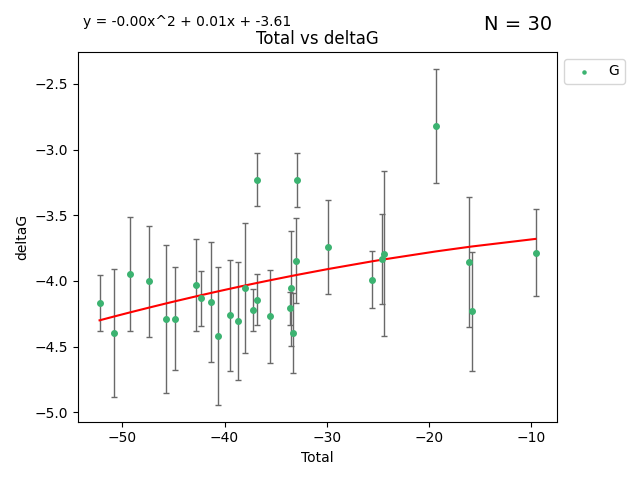 y = -0.00x^2 + 0.01x + -3.61
N = 30
Total vs deltaG
G
−2.5
−3.0
−3.5
−4.0
−4.5
−5.0
deltaG
−50
−40
−30
−20
−10
Total